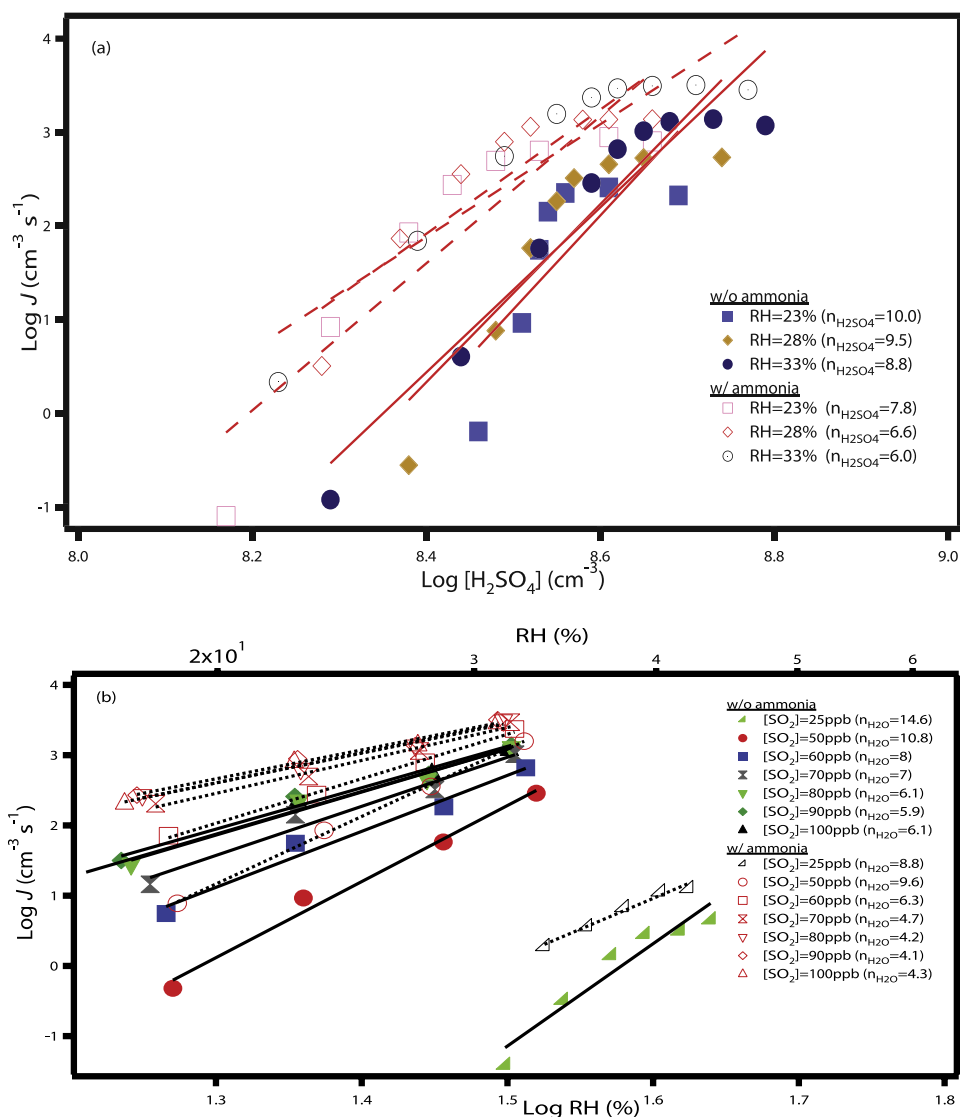 (a)
4
3
2
1
0
-1
Log J (cm⁻³ s⁻¹)
w/o ammonia
RH=23% (nH2SO4=10.0)
RH=28% (nH2SO4=9.5)
RH=33% (nH2SO4=8.8)
w/ ammonia
RH=23% (nH2SO4=7.8)
RH=28% (nH2SO4=6.6)
RH=33% (nH2SO4=6.0)
8.0 8.2 8.4 8.6 8.8 9.0
Log [H₂SO₄] (cm⁻³)
RH (%)
2x10¹ 3 4 5 6
(b)
4
3
2
1
0
-1
Log J (cm⁻³ s⁻¹)
w/o ammonia
[SO₂]=25ppb (nH2O=14.6)
[SO₂]=50ppb (nH2O=10.8)
[SO₂]=60ppb (nH2O=8)
[SO₂]=70ppb (nH2O=7)
[SO₂]=80ppb (nH2O=6.1)
[SO₂]=90ppb (nH2O=5.9)
[SO₂]=100ppb (nH2O=6.1)
w/ ammonia
[SO₂]=25ppb (nH2O=8.8)
[SO₂]=50ppb (nH2O=9.6)
[SO₂]=60ppb (nH2O=6.3)
[SO₂]=70ppb (nH2O=4.7)
[SO₂]=80ppb (nH2O=4.2)
[SO₂]=90ppb (nH2O=4.1)
[SO₂]=100ppb (nH2O=4.3)
1.3 1.4 1.5 1.6 1.7 1.8
Log RH (%)